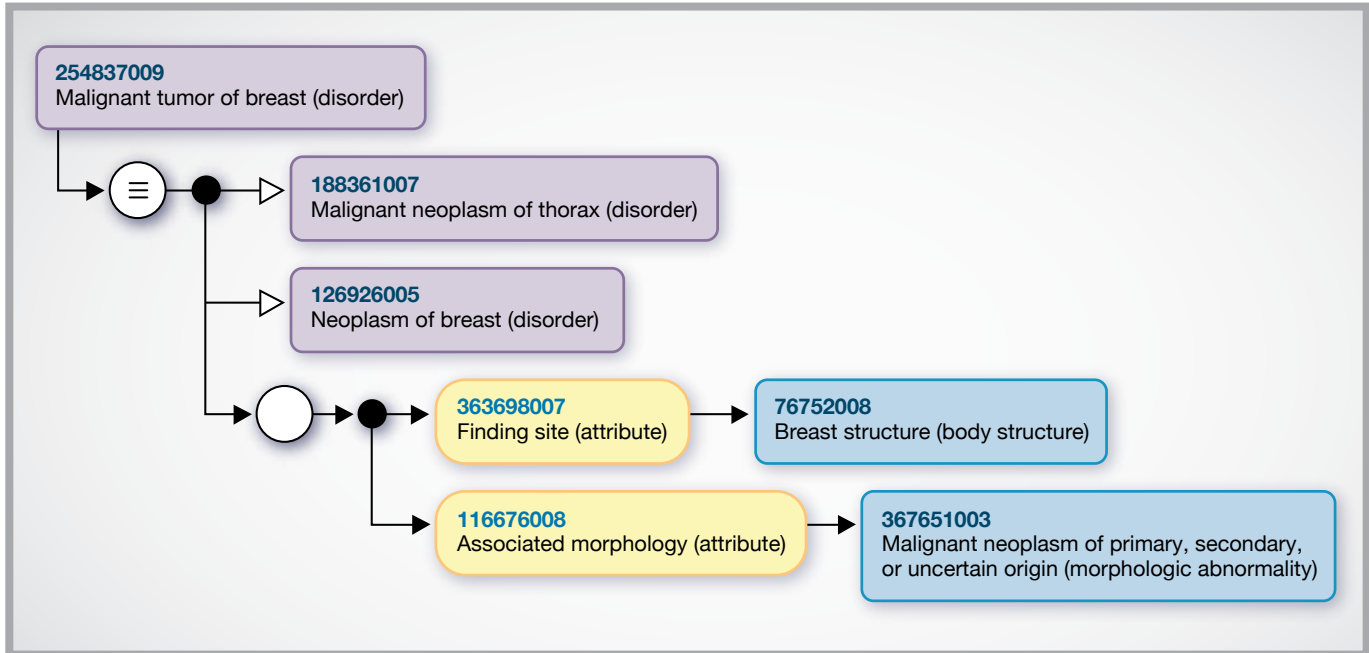 254837009
Malignant tumor of breast (disorder)
188361007
Malignant neoplasm of thorax (disorder)
126926005
Neoplasm of breast (disorder)
363698007
Finding site (attribute)
76752008
Breast structure (body structure)
116676008
Associated morphology (attribute)
367651003
Malignant neoplasm of primary, secondary,
or uncertain origin (morphologic abnormality)